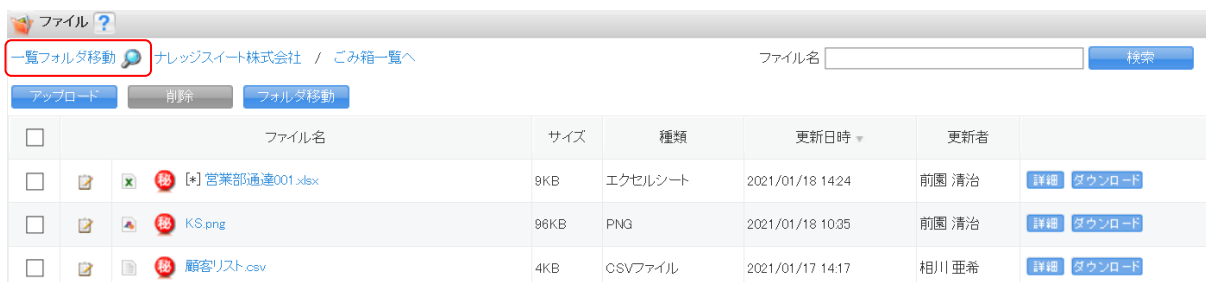 ファイル ?
一覧フォルダ移動 ナレッジスイート株式会社 / ごみ箱一覧へ ファイル名 検索
アップロード 削除 フォルダ移動
ファイル名 サイズ 種類 更新日時 更新者
秘 [*] 営業部通達001.xlsx 9KB エクセルシート 2021/01/18 14:24 前園 清治 詳細 ダウンロード
秘 KS.png 96KB PNG 2021/01/18 10:35 前園 清治 詳細 ダウンロード
秘 顧客リスト.csv 4KB CSVファイル 2021/01/17 14:17 相川 亜希 詳細 ダウンロード